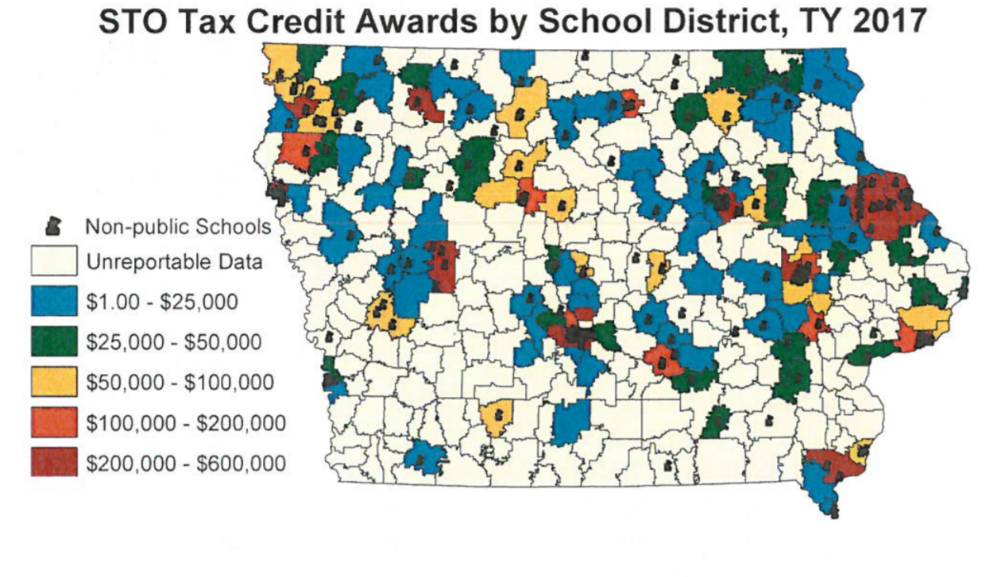 STO Tax Credit Awards by School District, TY 2017
Non-public Schools
Unreportable Data
$1.00 - $25,000
$25,000 - $50,000
$50,000 - $100,000
$100,000 - $200,000
$200,000 - $600,000